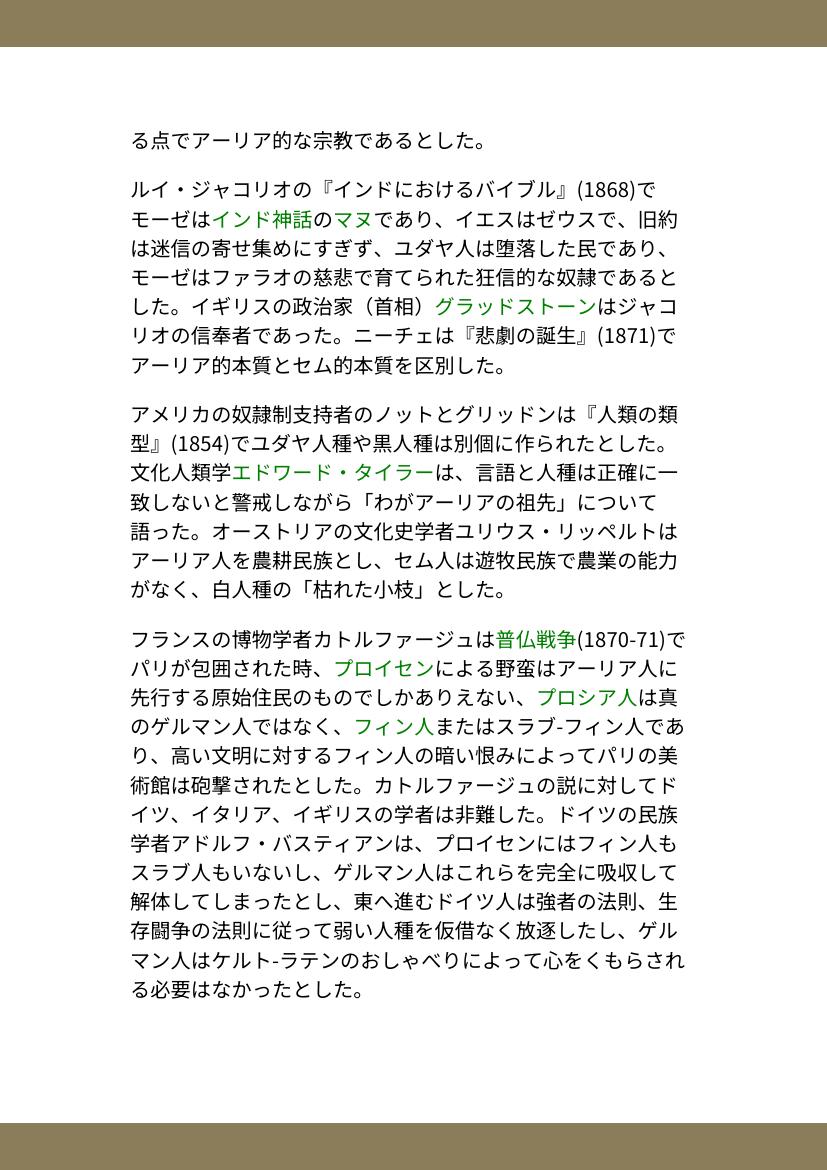 る点でアーリア的な宗教であるとした。
ルイ・ジャコリオの『インドにおけるバイブル』(1868)で
モーゼはインド神話のマヌであり、イエスはゼウスで、旧約
は迷信の寄せ集めにすぎず、ユダヤ人は堕落した民であり、
モーゼはファラオの慈悲で育てられた狂信的な奴隷であると
した。イギリスの政治家（首相）グラッドストーンはジャコ
リオの信奉者であった。ニーチェは『悲劇の誕生』(1871)で
アーリア的本質とセム的本質を区別した。
アメリカの奴隷制支持者のノットとグリッドンは『人類の類
型』(1854)でユダヤ人種や黒人種は別個に作られたとした。
文化人類学エドワード・タイラーは、言語と人種は正確に一
致しないと警戒しながら「わがアーリアの祖先」について
語った。オーストリアの文化史学者ユリウス・リッペルトは
アーリア人を農耕民族とし、セム人は遊牧民族で農業の能力
がなく、白人種の「枯れた小枝」とした。
フランスの博物学者カトルファージュは普仏戦争(1870-71)で
パリが包囲された時、プロイセンによる野蛮はアーリア人に
先行する原始住民のものでしかありえない、プロシア人は真
のゲルマン人ではなく、フィン人またはスラブ-フィン人であ
り、高い文明に対するフィン人の暗い恨みによってパリの美
術館は砲撃されたとした。カトルファージュの説に対してド
イツ、イタリア、イギリスの学者は非難した。ドイツの民族
学者アドルフ・バスティアンは、プロイセンにはフィン人も
スラブ人もいないし、ゲルマン人はこれらを完全に吸収して
解体してしまったとし、東へ進むドイツ人は強者の法則、生
存闘争の法則に従って弱い人種を仮借なく放逐したし、ゲル
マン人はケルト-ラテンのおしゃべりによって心をくもらされ
る必要はなかったとした。